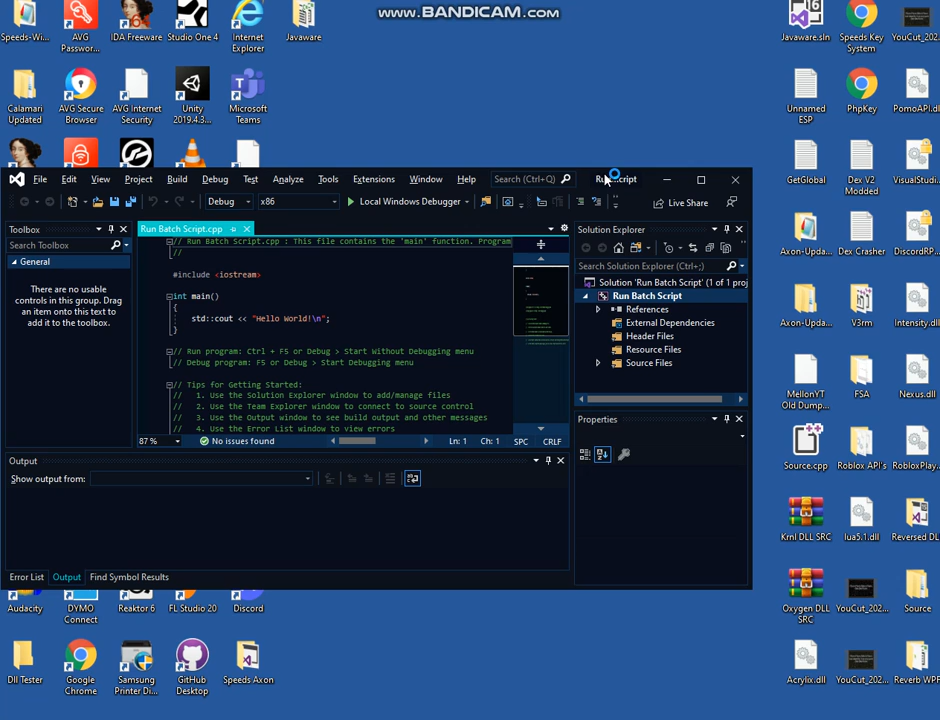 www.BANDICAM.com
Speeds-Wi...
AVG Passwor...
IDA Freeware
Studio One 4
Internet Explorer
Javaware
Javaware.sln
Speeds Key System
YouCut_202...
Calamari Updated
AVG Secure Browser
AVG Internet Security
Unity 2019.4.3...
Microsoft Teams
Unnamed ESP
PhpKey
PomoAPI.dl
File Edit View Project Build Debug Test Analyze Tools Extensions Window Help Search (Ctrl+Q)
Debug x86 Local Windows Debugger Live Share
GetGlobal
Dex V2 Modded
VisualStudi...
Toolbox
Search Toolbox
General
There are no usable
controls in this group. Drag
an item onto this text to
add it to the toolbox.
Run Batch Script.cpp
// Run Batch Script.cpp : This file contains the 'main' function. Program
//
#include <iostream>
int main()
{
std::cout << "Hello World!\n";
}
// Run program: Ctrl + F5 or Debug > Start Without Debugging menu
// Debug program: F5 or Debug > Start Debugging menu
// Tips for Getting Started:
// 1. Use the Solution Explorer window to add/manage files
// 2. Use the Team Explorer window to connect to source control
// 3. Use the Output window to see build output and other messages
// 4. Use the Error List window to view errors
87 % No issues found Ln: 1 Ch: 1 SPC CRLF
Solution Explorer
Search Solution Explorer (Ctrl+;)
Solution 'Run Batch Script' (1 of 1 proj
Run Batch Script
References
External Dependencies
Header Files
Resource Files
Source Files
Properties
Output
Show output from:
Error List Output Find Symbol Results
Axon-Upda...
Dex Crasher
DiscordRP...
Axon-Upda...
V3rm
Intensity.dl
MellonYT Old Dump...
FSA
Nexus.dll
Source.cpp
Roblox API's
RobloxPlay...
Krnl DLL SRC
lua5.1.dll
Reversed DL
Oxygen DLL SRC
YouCut_202...
Source
Audacity
DYMO Connect
Reaktor 6
FL Studio 20
Discord
Dll Tester
Google Chrome
Samsung Printer Di...
GitHub Desktop
Speeds Axon
Acrylix.dll
YouCut_202...
Reverb WPF